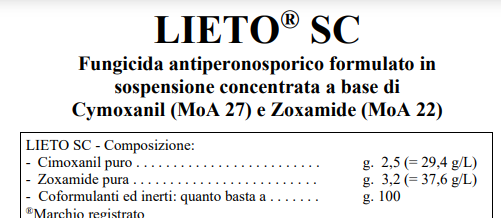 LIETO® SC
Fungicida antiperonosporico formulato in
sospensione concentrata a base di
Cymoxanil (MoA 27) e Zoxamide (MoA 22)
LIETO SC - Composizione:
- Cimoxanil puro . . . . . . . . . . . . . . . . . . . . . . . . g. 2,5 (= 29,4 g/L)
- Zoxamide pura . . . . . . . . . . . . . . . . . . . . . . . . g. 3,2 (= 37,6 g/L)
- Coformulanti ed inerti: quanto basta a . . . . . . . g. 100
®Marchio registrato